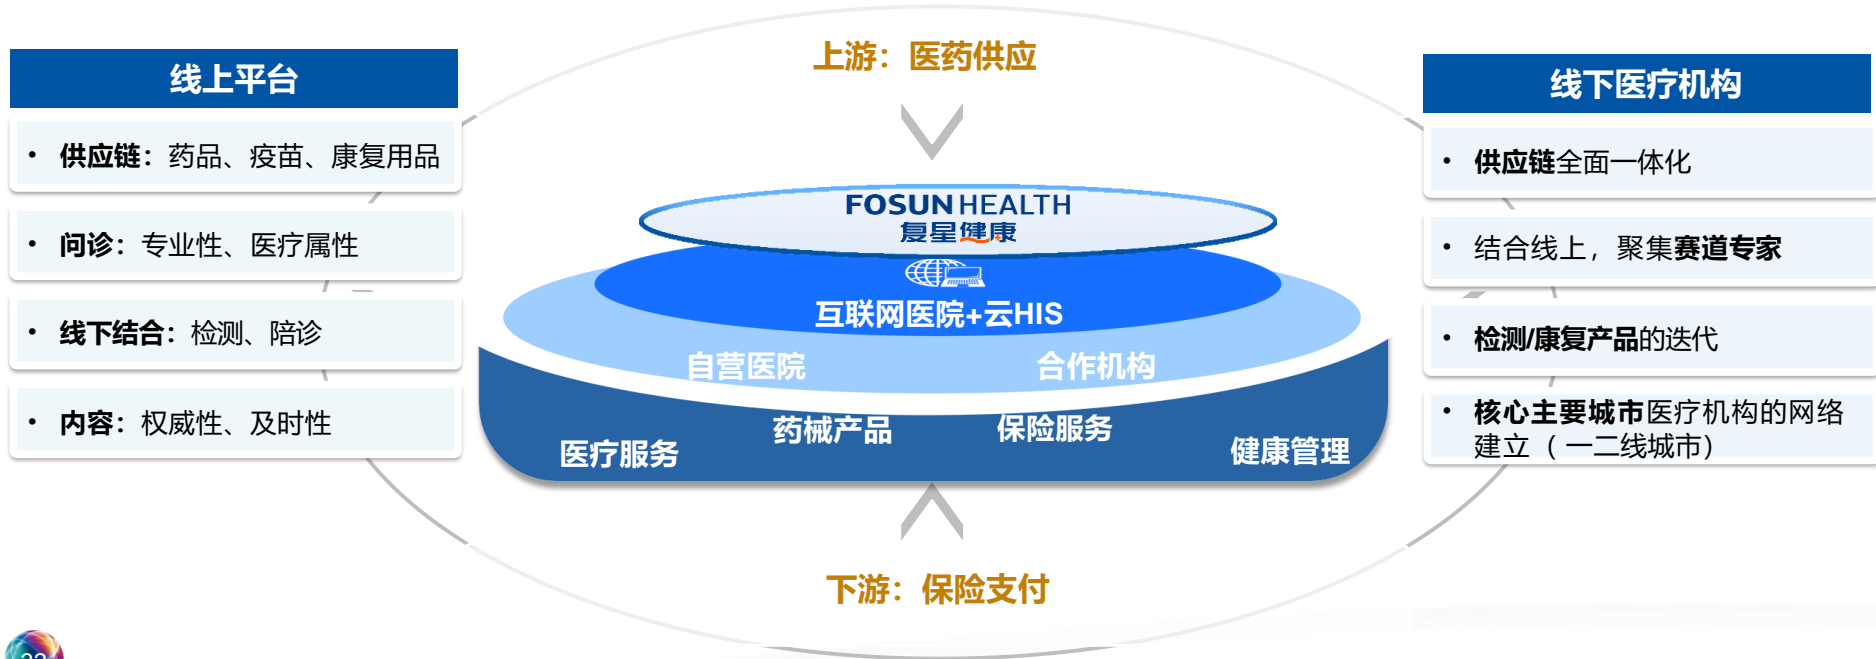 上游：医药供应
线上平台
• 供应链：药品、疫苗、康复用品
• 问诊：专业性、医疗属性
• 线下结合：检测、陪诊
• 内容：权威性、及时性
FOSUN HEALTH
复星健康
互联网医院+云HIS
自营医院
合作机构
医疗服务
药械产品
保险服务
健康管理
下游：保险支付
线下医疗机构
• 供应链全面一体化
• 结合线上，聚集赛道专家
• 检测/康复产品的迭代
• 核心主要城市医疗机构的网络
建立（一二线城市）